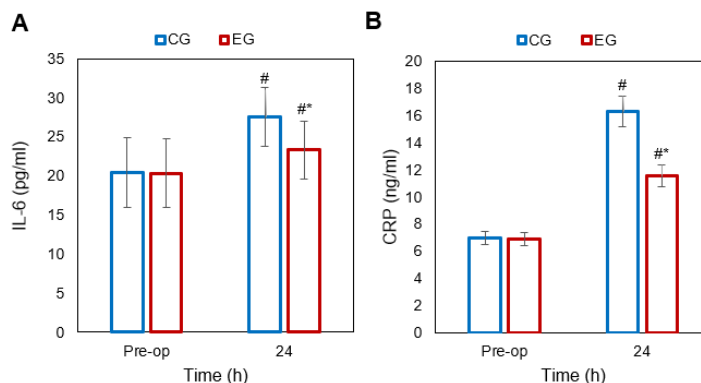 A
CG EG
35
30
25
20
15
10
5
0
IL-6 (pg/ml)
#
#*
Pre-op 24
Time (h)
B
CG EG
20
18
16
14
12
10
8
6
4
2
0
CRP (ng/ml)
#
#*
Pre-op 24
Time (h)